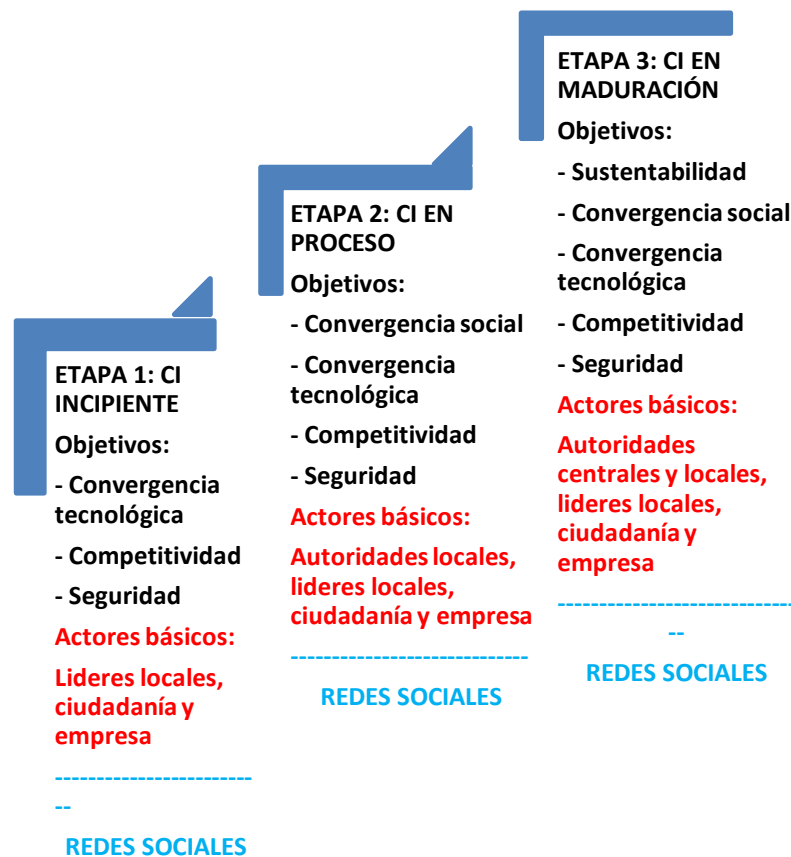 ETAPA 1: CI
INCIPIENTE
Objetivos:
- Convergencia
tecnológica
- Competitividad
- Seguridad
Actores básicos:
Lideres locales,
ciudadanía y
empresa
------------------------
--
REDES SOCIALES
ETAPA 2: CI EN
PROCESO
Objetivos:
- Convergencia social
- Convergencia
tecnológica
- Competitividad
- Seguridad
Actores básicos:
Autoridades locales,
lideres locales,
ciudadanía y empresa
-----------------------------
REDES SOCIALES
ETAPA 3: CI EN
MADURACIÓN
Objetivos:
- Sustentabilidad
- Convergencia social
- Convergencia
tecnológica
- Competitividad
- Seguridad
Actores básicos:
Autoridades
centrales y locales,
lideres locales,
ciudadanía y
empresa
-----------------------------
--
REDES SOCIALES